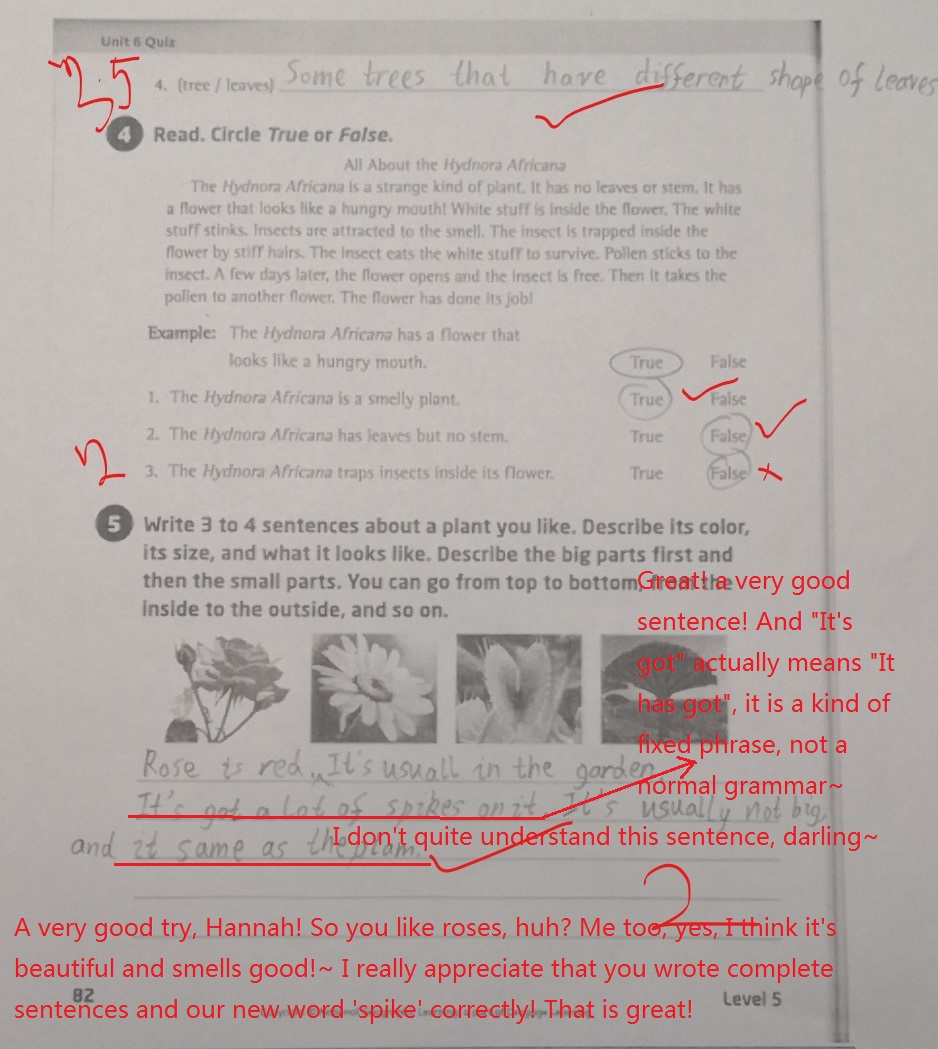 Unit 6 Quiz
3.5
4. (tree / leaves) Some trees that have different shape of leaves
4 Read. Circle True or False.
All About the Hydnora Africana
The Hydnora Africana is a strange kind of plant. It has no leaves or stem. It has
a flower that looks like a hungry mouth! White stuff is inside the flower. The white
stuff stinks. Insects are attracted to the smell. The insect is trapped inside the
flower by stiff hairs. The insect eats the white stuff to survive. Pollen sticks to the
insect. A few days later, the flower opens and the insect is free. Then it takes the
pollen to another flower. The flower has done its job!
Example: The Hydnora Africana has a flower that
looks like a hungry mouth. True False
1. The Hydnora Africana is a smelly plant. True False
2. The Hydnora Africana has leaves but no stem. True False
2
3. The Hydnora Africana traps insects inside its flower. True False
5 Write 3 to 4 sentences about a plant you like. Describe its color,
its size, and what it looks like. Describe the big parts first and
then the small parts. You can go from top to bottom, from the
inside to the outside, and so on.
Great! a very good
sentence! And "It's
got" actually means "It
has got", it is a kind of
fixed phrase, not a
normal grammar~
Rose is red, It's usuall in the garden,
It's got a lot of spikes on it. It's usually not big,
and it same as the
I don't quite understand this sentence, darling~
2
A very good try, Hannah! So you like roses, huh? Me too, yes, I think it's
beautiful and smells good!~ I really appreciate that you wrote complete
sentences and our new word 'spike' correctly! That is great!
82
Level 5